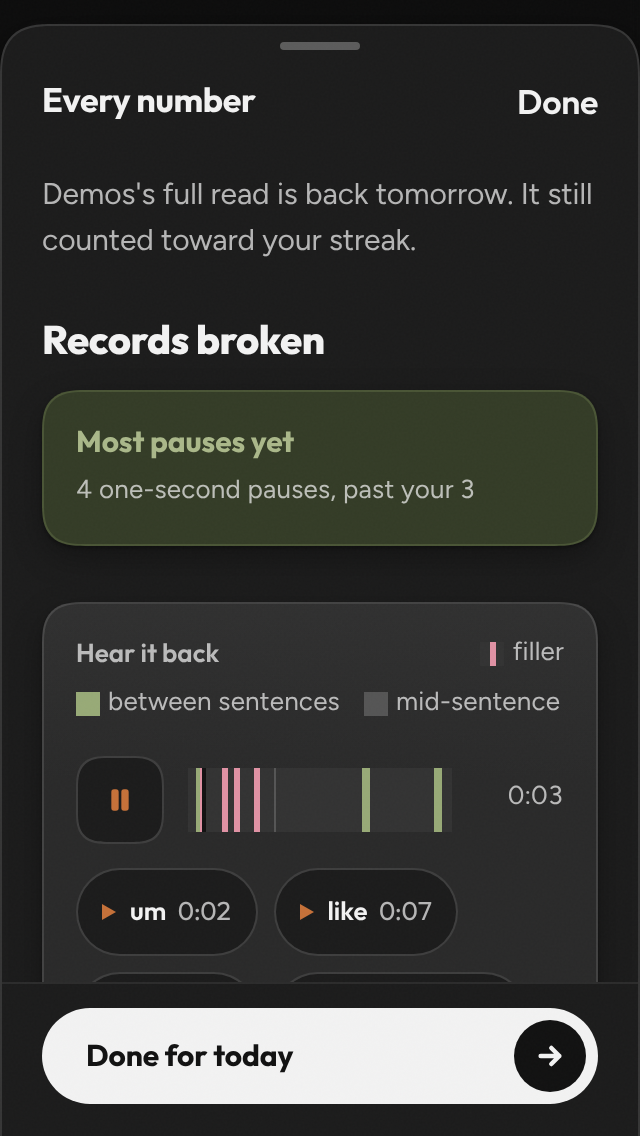 Every number
Done
Demos's full read is back tomorrow. It still
counted toward your streak.
Records broken
Most pauses yet
4 one-second pauses, past your 3
Hear it back
filler
between sentences
mid-sentence
0:03
um 0:02
like 0:07
Done for today